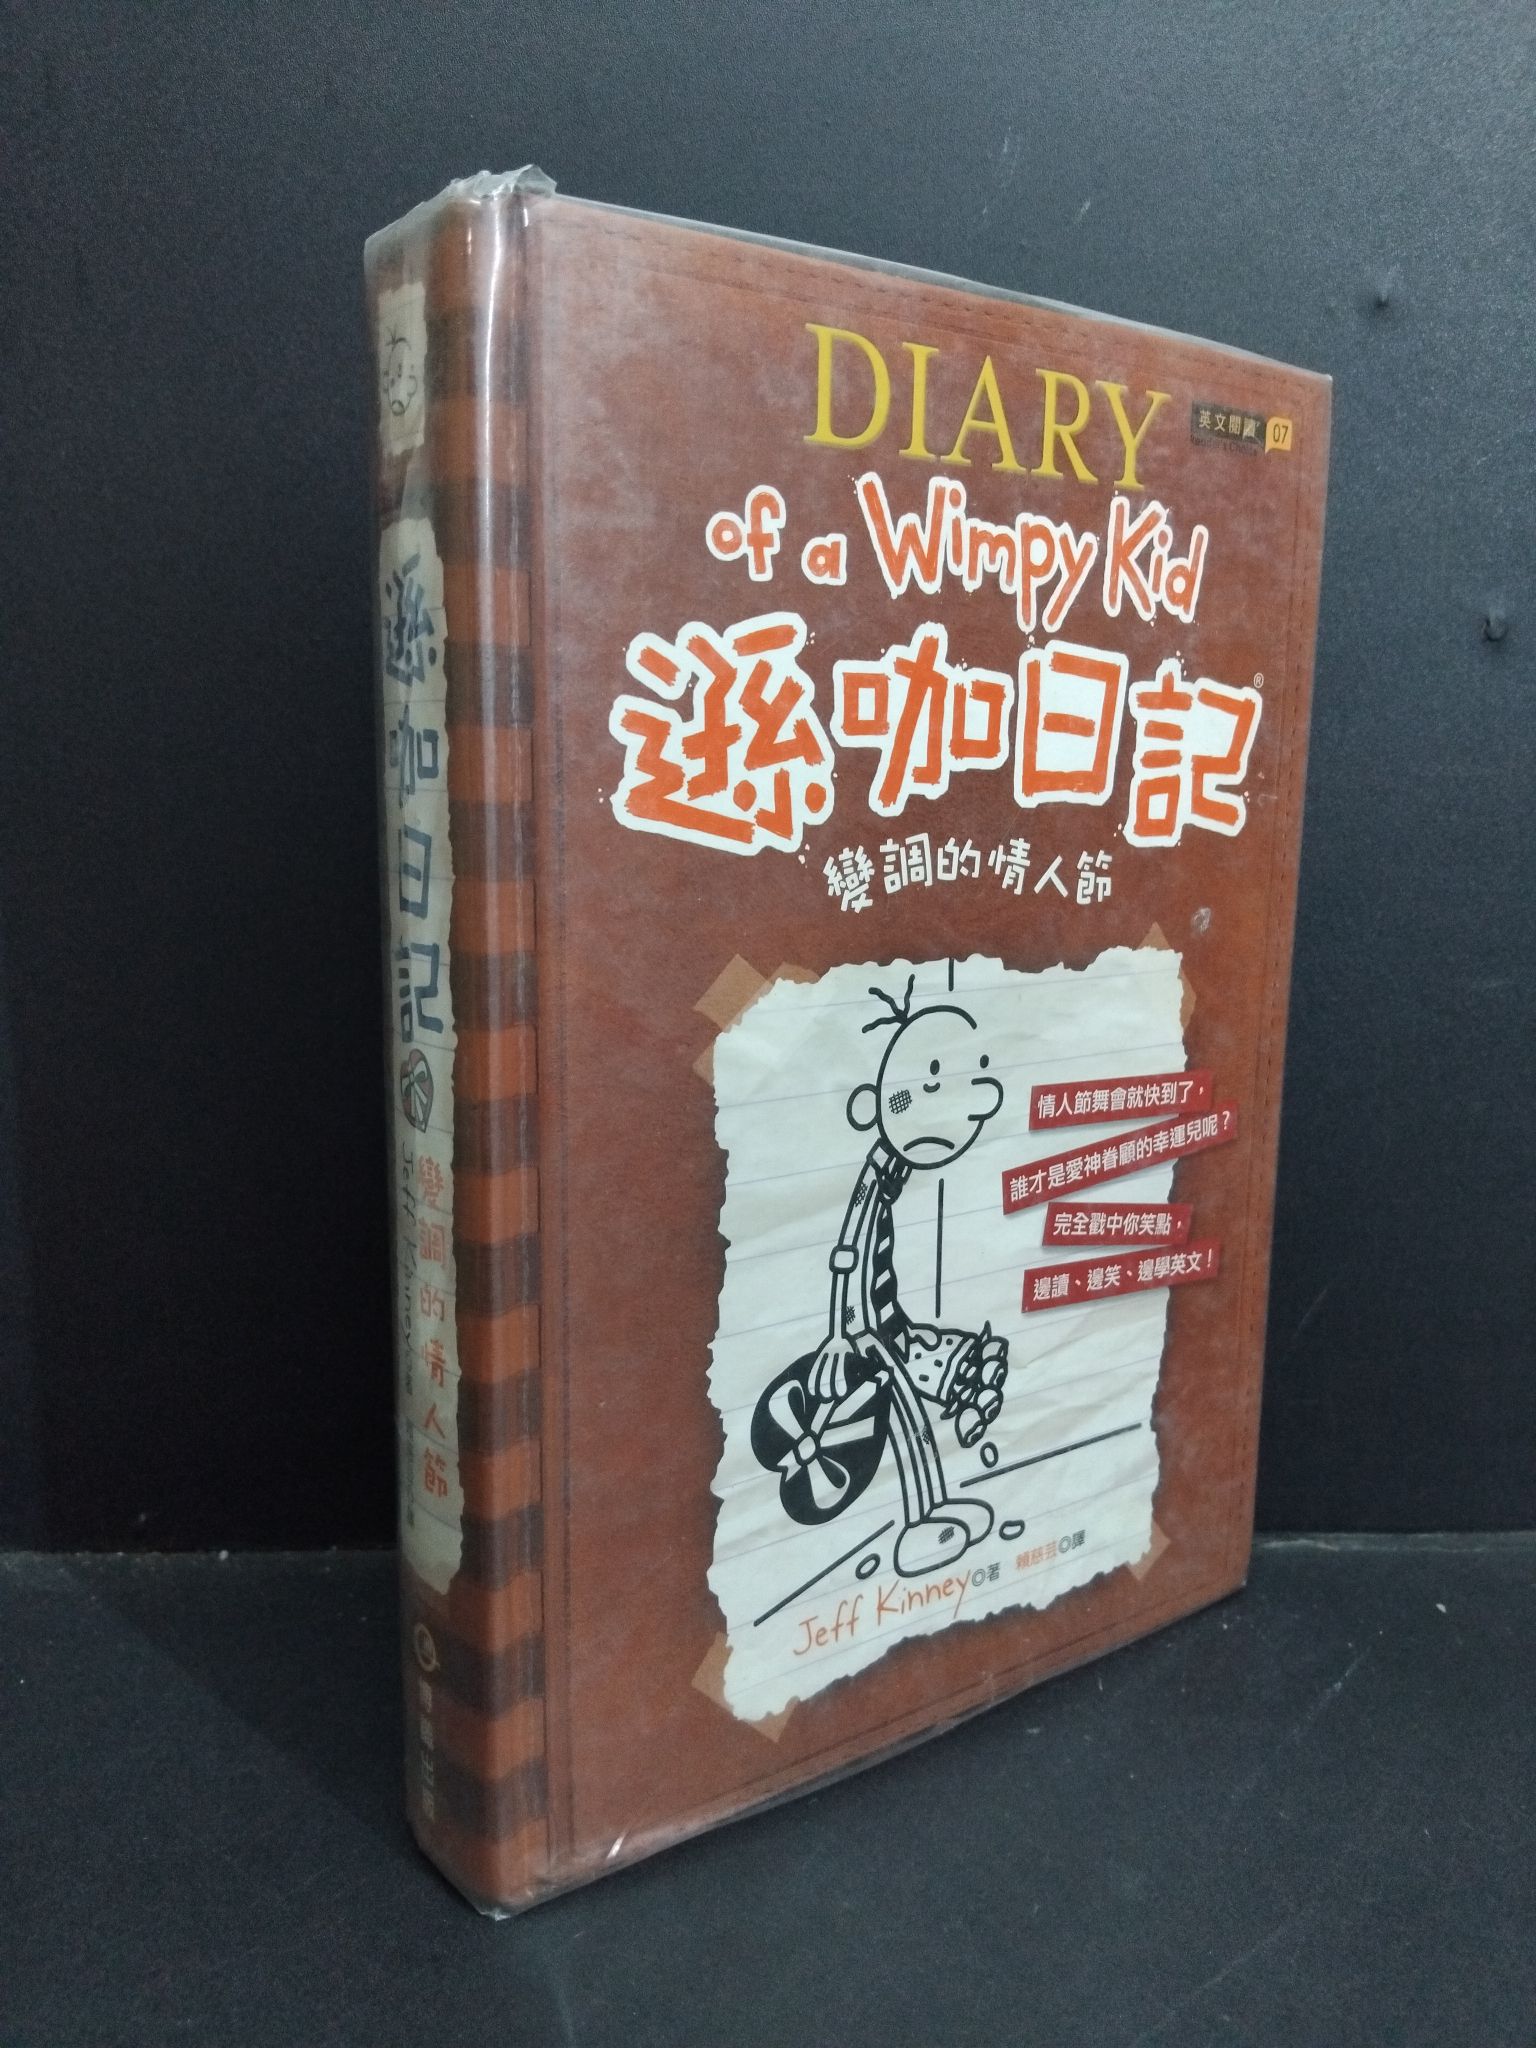 DIARY
英文閱讀 07
of a Wimpy Kid
遜咖日記®
變調的情人節
情人節舞會就快到了，
誰才是愛神眷顧的幸運兒呢？
完全戳中你笑點，
邊讀、邊笑、邊學英文！
Jeff Kinney◎著 賴慈芸◎譯
遜咖日記
變調的情人節
Jeff Kinney